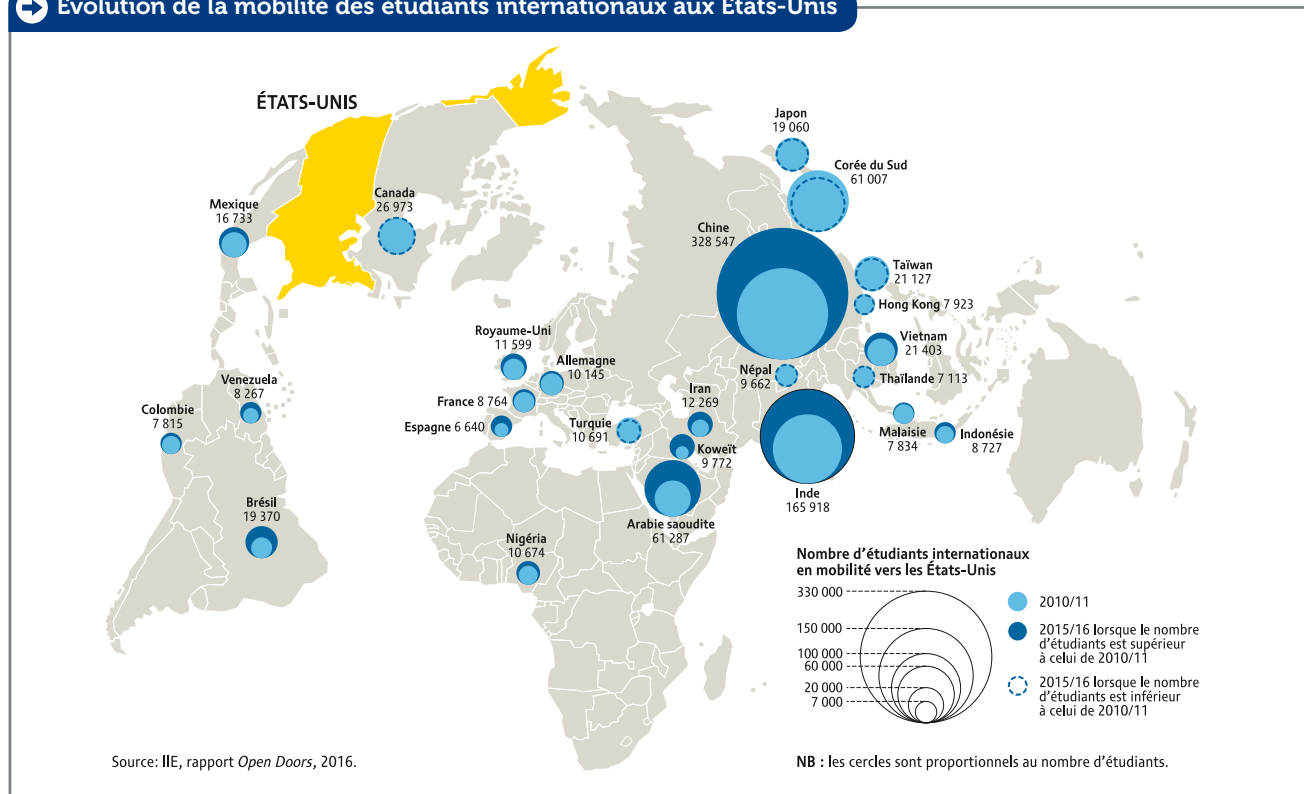 Évolution de la mobilité des étudiants internationaux aux États-Unis
ÉTATS-UNIS
Mexique
16 733
Canada
26 973
Japon
19 060
Corée du Sud
61 007
Chine
328 547
Taïwan
21 127
Hong Kong 7 923
Vietnam
21 403
Thaïlande 7 113
Népal
9 662
Royaume-Uni
11 599
Allemagne
10 145
France 8 764
Espagne 6 640
Turquie
10 691
Iran
12 269
Koweït
9 772
Arabie saoudite
61 287
Inde
165 918
Malaisie
7 834
Indonésie
8 727
Venezuela
8 267
Colombie
7 815
Brésil
19 370
Nigéria
10 674
Nombre d'étudiants internationaux
en mobilité vers les États-Unis
330 000
150 000
100 000
60 000
20 000
7 000
2010/11
2015/16 lorsque le nombre
d'étudiants est supérieur
à celui de 2010/11
2015/16 lorsque le nombre
d'étudiants est inférieur
à celui de 2010/11
Source: IIE, rapport Open Doors, 2016.
NB : les cercles sont proportionnels au nombre d'étudiants.